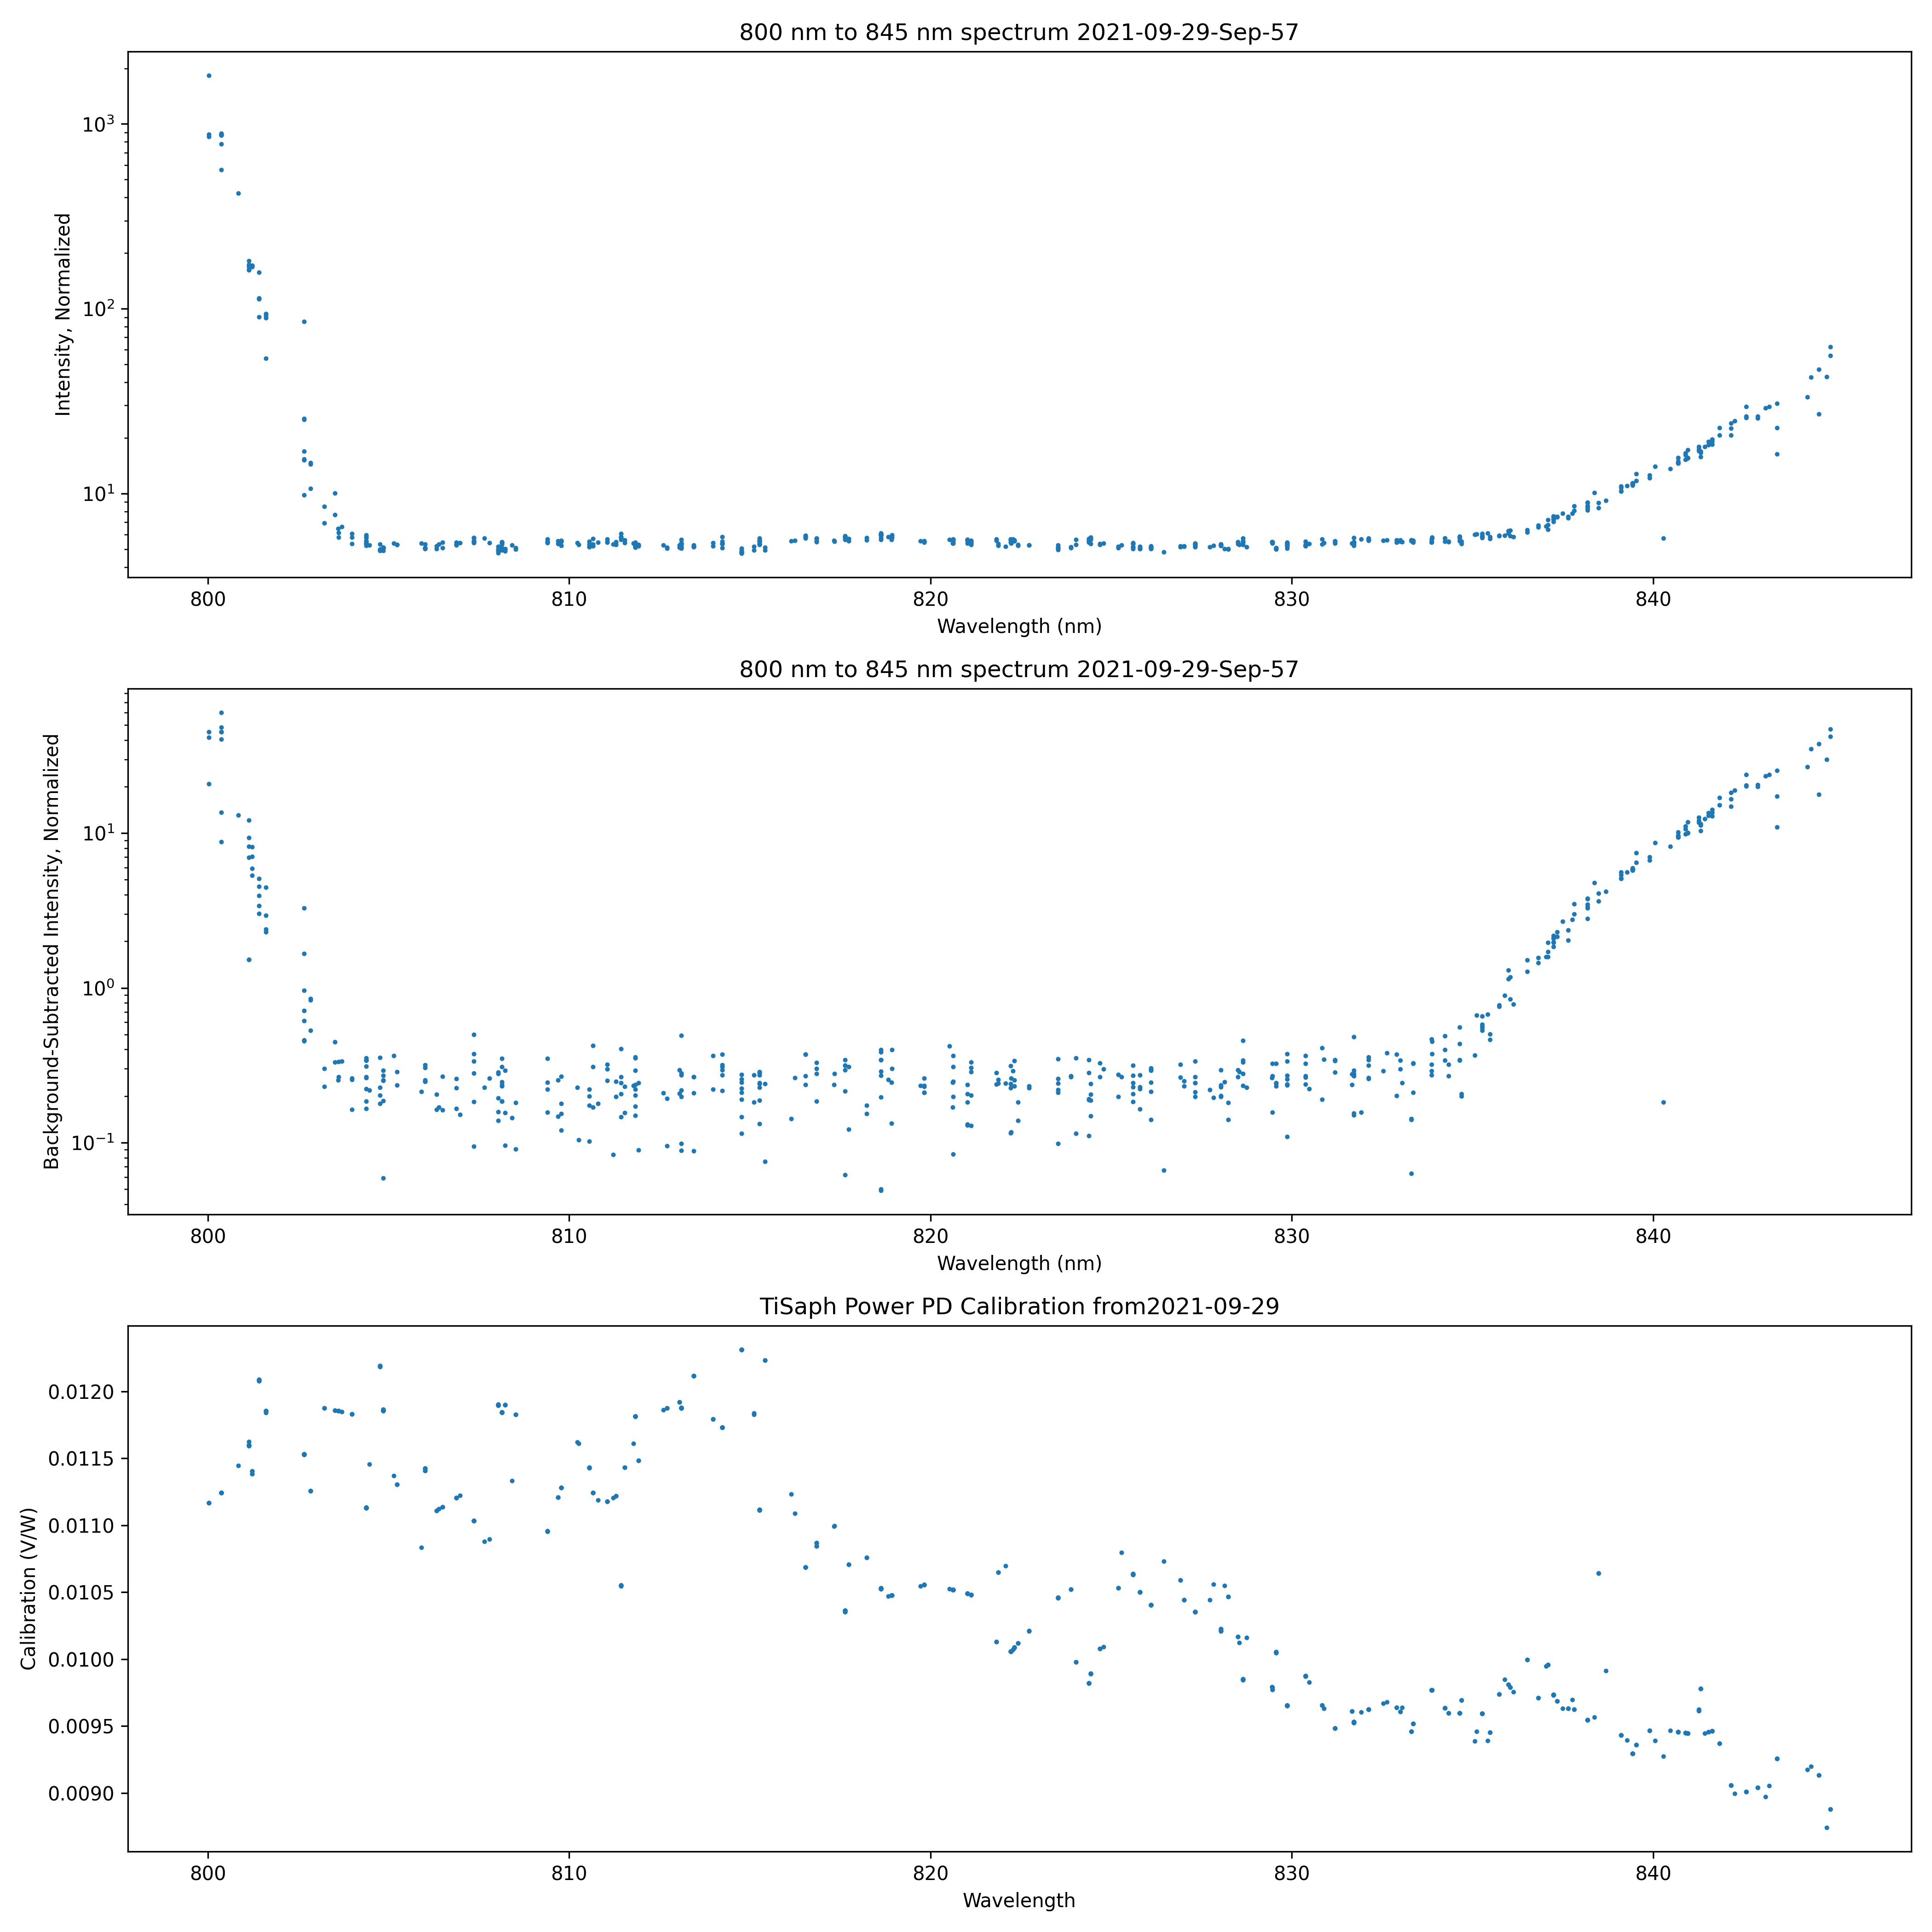 800 nm to 845 nm spectrum 2021-09-29-Sep-57
Intensity, Normalized
10³
10²
10¹
800 810 820 830 840
Wavelength (nm)
800 nm to 845 nm spectrum 2021-09-29-Sep-57
Background-Subtracted Intensity, Normalized
10¹
10⁰
10⁻¹
800 810 820 830 840
Wavelength (nm)
TiSaph Power PD Calibration from2021-09-29
Calibration (V/W)
0.0120
0.0115
0.0110
0.0105
0.0100
0.0095
0.0090
800 810 820 830 840
Wavelength